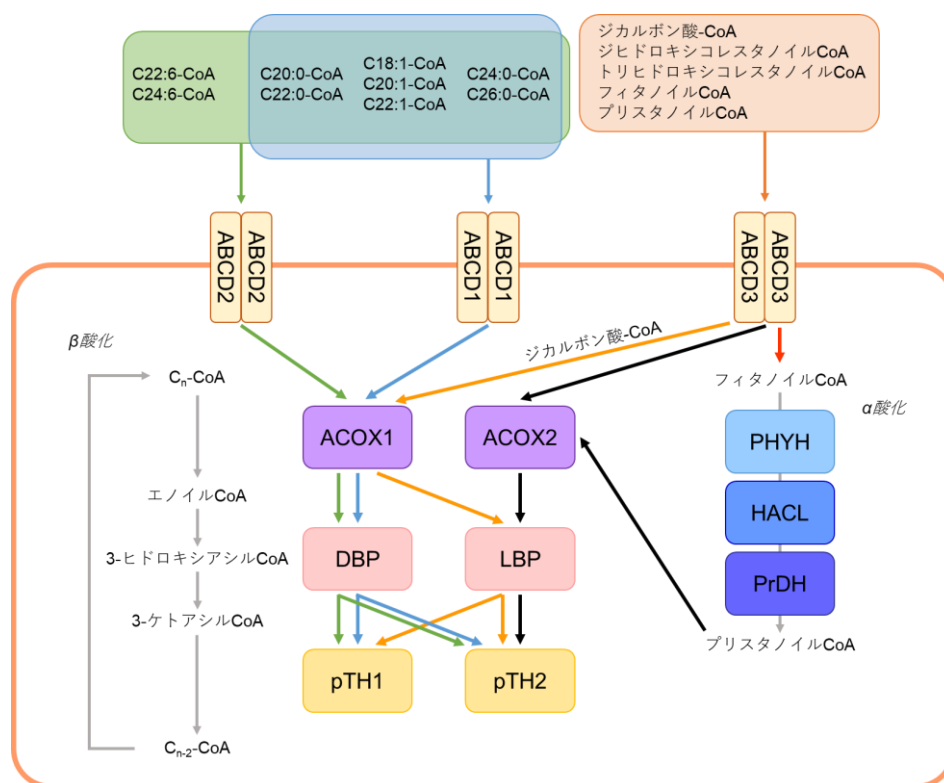 C22:6-CoA
C24:6-CoA
C20:0-CoA
C22:0-CoA
C18:1-CoA
C20:1-CoA
C22:1-CoA
C24:0-CoA
C26:0-CoA
ジカルボン酸-CoA
ジヒドロキシコレスタノイルCoA
トリヒドロキシコレスタノイルCoA
フィタノイルCoA
プリスタノイルCoA
ABCD2
ABCD2
ABCD1
ABCD1
ABCD3
ABCD3
β酸化
Cn-CoA
エノイルCoA
3-ヒドロキシアシルCoA
3-ケトアシルCoA
Cn-2-CoA
ジカルボン酸-CoA
ACOX1
ACOX2
DBP
LBP
pTH1
pTH2
フィタノイルCoA
α酸化
PHYH
HACL
PrDH
プリスタノイルCoA